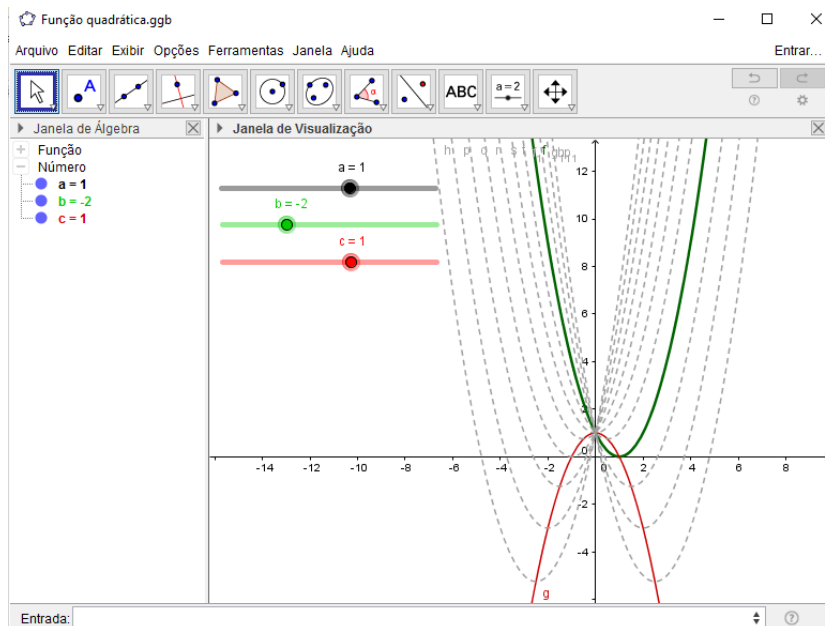 Função quadrática.ggb
Arquivo Editar Exibir Opções Ferramentas Janela Ajuda Entrar...
A α ABC a=2
Janela de Álgebra
Janela de Visualização
Função
Número
a = 1
b = -2
c = 1
a = 1
b = -2
c = 1
h p q r s t f
12
10
8
6
4
2
0
-2
-4
-14 -12 -10 -8 -6 -4 -2 0 2 4 6 8
g
Entrada: